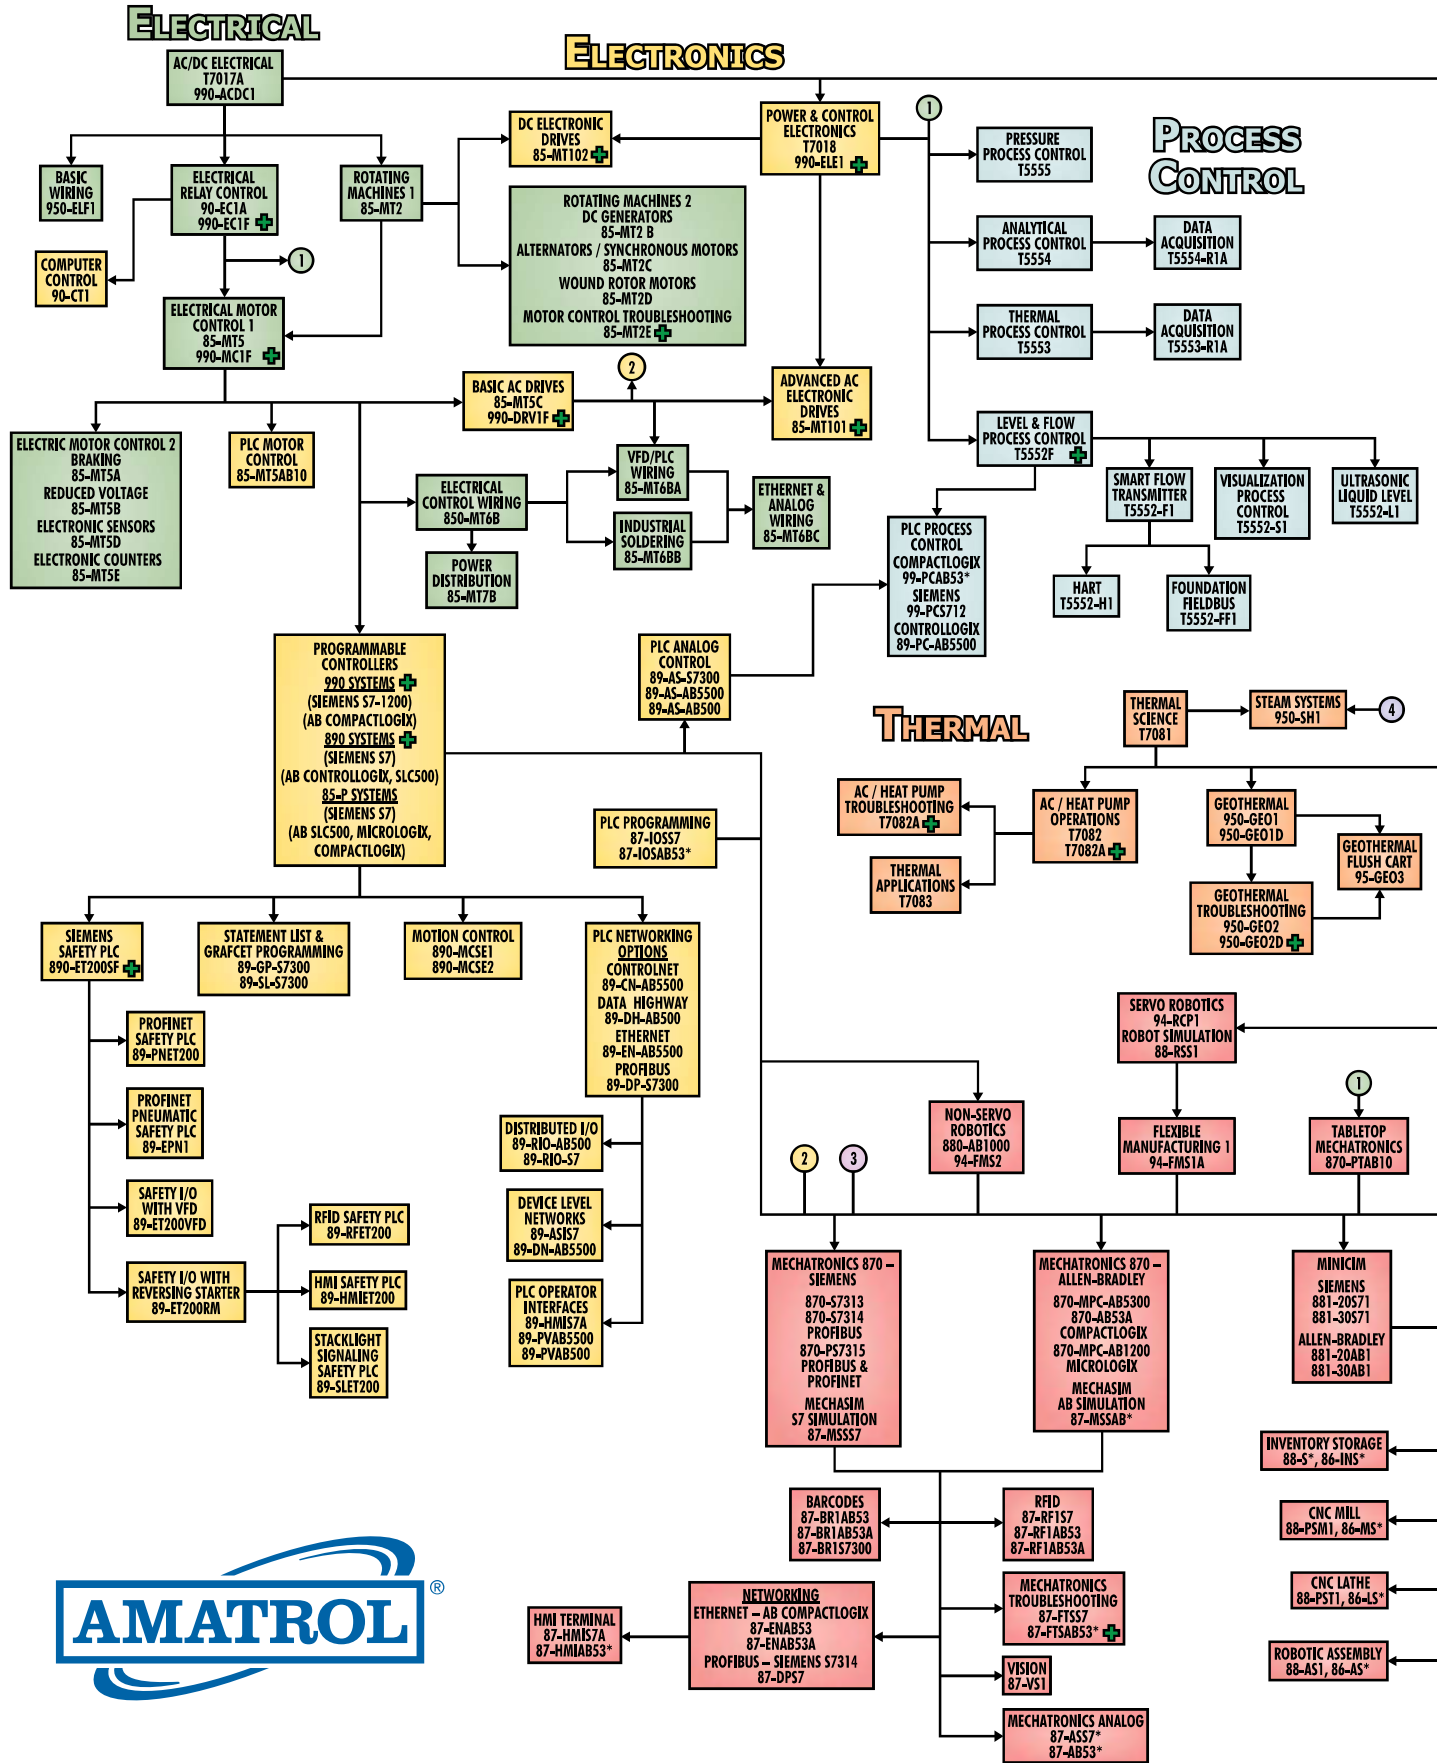 ELECTRICAL
AC/DC ELECTRICAL
T7017A
990-ACDC1
BASIC
WIRING
950-ELF1
ELECTRICAL
RELAY CONTROL
90-EC1A
990-EC1F
ROTATING
MACHINES 1
85-MT2
COMPUTER
CONTROL
90-CT1
1
ELECTRICAL MOTOR
CONTROL 1
85-MT5
990-MC1F
ELECTRONICS
DC ELECTRONIC
DRIVES
85-MT102
POWER & CONTROL
ELECTRONICS
T7018
990-ELE1
ROTATING MACHINES 2
DC GENERATORS
85-MT2 B
ALTERNATORS / SYNCHRONOUS MOTORS
85-MT2C
WOUND ROTOR MOTORS
85-MT2D
MOTOR CONTROL TROUBLESHOOTING
85-MT2E
2
BASIC AC DRIVES
85-MT5C
990-DRV1F
ADVANCED AC
ELECTRONIC
DRIVES
85-MT101
1
PROCESS
CONTROL
PRESSURE
PROCESS CONTROL
T5555
ANALYTICAL
PROCESS CONTROL
T5554
DATA
ACQUISITION
T5554-R1A
THERMAL
PROCESS CONTROL
T5553
DATA
ACQUISITION
T5553-R1A
LEVEL & FLOW
PROCESS CONTROL
T5552F
SMART FLOW
TRANSMITTER
T5552-F1
VISUALIZATION
PROCESS
CONTROL
T5552-S1
ULTRASONIC
LIQUID LEVEL
T5552-L1
HART
T5552-H1
FOUNDATION
FIELDBUS
T5552-FF1
PLC PROCESS
CONTROL
COMPACTLOGIX
99-PCAB53*
SIEMENS
99-PCS712
CONTROLLOGIX
89-PC-AB5500
ELECTRIC MOTOR CONTROL 2
BRAKING
85-MT5A
REDUCED VOLTAGE
85-MT5B
ELECTRONIC SENSORS
85-MT5D
ELECTRONIC COUNTERS
85-MT5E
PLC MOTOR
CONTROL
85-MT5AB10
ELECTRICAL
CONTROL WIRING
850-MT6B
POWER
DISTRIBUTION
85-MT7B
VFD/PLC
WIRING
85-MT6BA
INDUSTRIAL
SOLDERING
85-MT6BB
ETHERNET &
ANALOG
WIRING
85-MT6BC
PROGRAMMABLE
CONTROLLERS
990 SYSTEMS
(SIEMENS S7-1200)
(AB COMPACTLOGIX)
890 SYSTEMS
(SIEMENS S7)
(AB CONTROLLOGIX, SLC500)
85-P SYSTEMS
(SIEMENS S7)
(AB SLC500, MICROLOGIX,
COMPACTLOGIX)
PLC ANALOG
CONTROL
89-AS-S7300
89-AS-AB5500
89-AS-AB500
PLC PROGRAMMING
87-IOSS7
87-IOSAB53*
THERMAL
THERMAL
SCIENCE
T7081
STEAM SYSTEMS
950-SH1
4
AC / HEAT PUMP
TROUBLESHOOTING
T7082A
THERMAL
APPLICATIONS
T7083
AC / HEAT PUMP
OPERATIONS
T7082
T7082A
GEOTHERMAL
950-GEO1
950-GEO1D
GEOTHERMAL
FLUSH CART
95-GEO3
GEOTHERMAL
TROUBLESHOOTING
950-GEO2
950-GEO2D
SIEMENS
SAFETY PLC
890-ET200SF
STATEMENT LIST &
GRAFCET PROGRAMMING
89-GP-S7300
89-SL-S7300
MOTION CONTROL
890-MCSE1
890-MCSE2
PLC NETWORKING
OPTIONS
CONTROLNET
89-CN-AB5500
DATA HIGHWAY
89-DH-AB500
ETHERNET
89-EN-AB5500
PROFIBUS
89-DP-S7300
PROFINET
SAFETY PLC
89-PNET200
PROFINET
PNEUMATIC
SAFETY PLC
89-EPN1
SAFETY I/O
WITH VFD
89-ET200VFD
SAFETY I/O WITH
REVERSING STARTER
89-ET200RM
RFID SAFETY PLC
89-RFET200
HMI SAFETY PLC
89-HMIET200
STACKLIGHT
SIGNALING
SAFETY PLC
89-SLET200
DISTRIBUTED I/O
89-RIO-AB500
89-RIO-S7
DEVICE LEVEL
NETWORKS
89-ASIS7
89-DN-AB5500
PLC OPERATOR
INTERFACES
89-HMIS7A
89-PVAB5500
89-PVAB500
SERVO ROBOTICS
94-RCP1
ROBOT SIMULATION
88-RSS1
NON-SERVO
ROBOTICS
880-AB1000
94-FMS2
FLEXIBLE
MANUFACTURING 1
94-FMS1A
1
TABLETOP
MECHATRONICS
870-PTAB10
2
3
MECHATRONICS 870 –
SIEMENS
870-S7313
870-S7314
PROFIBUS
870-PS7315
PROFIBUS &
PROFINET
MECHASIM
S7 SIMULATION
87-MSSS7
MECHATRONICS 870 –
ALLEN-BRADLEY
870-MPC-AB5300
870-AB53A
COMPACTLOGIX
870-MPC-AB1200
MICROLOGIX
MECHASIM
AB SIMULATION
87-MSSAB*
MINICIM
SIEMENS
881-20S71
881-30S71
ALLEN-BRADLEY
881-20AB1
881-30AB1
INVENTORY STORAGE
88-S*, 86-INS*
CNC MILL
88-PSM1, 86-MS*
CNC LATHE
88-PST1, 86-LS*
ROBOTIC ASSEMBLY
88-AS1, 86-AS*
BARCODES
87-BR1AB53
87-BR1AB53A
87-BR1S7300
RFID
87-RF1S7
87-RF1AB53
87-RF1AB53A
HMI TERMINAL
87-HMIS7A
87-HMIAB53*
NETWORKING
ETHERNET – AB COMPACTLOGIX
87-ENAB53
87-ENAB53A
PROFIBUS – SIEMENS S7314
87-DPS7
MECHATRONICS
TROUBLESHOOTING
87-FTSS7
87-FTSAB53*
VISION
87-VS1
MECHATRONICS ANALOG
87-ASS7*
87-AB53*
AMATROL®